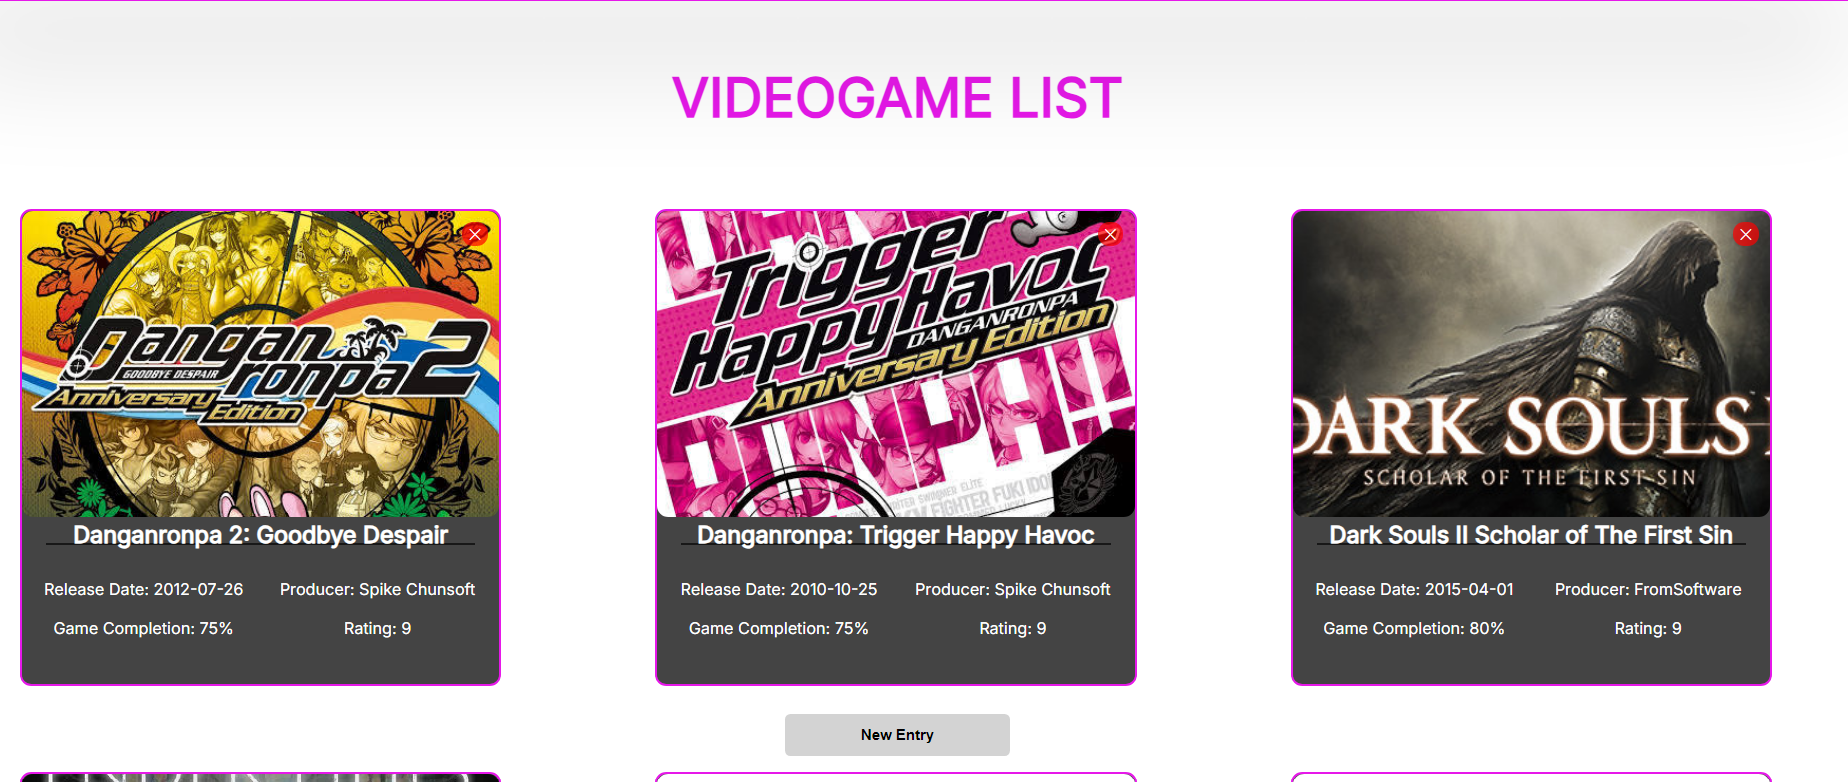 VIDEOGAME LIST
Dangan
GOODBYE DESPAIR
ronpa 2
Anniversary
Edition
Danganronpa 2: Goodbye Despair
Release Date: 2012-07-26
Producer: Spike Chunsoft
Game Completion: 75%
Rating: 9
Trigger
Happy Havoc
DANGANRONPA
Anniversary Edition
Danganronpa: Trigger Happy Havoc
Release Date: 2010-10-25
Producer: Spike Chunsoft
Game Completion: 75%
Rating: 9
DARK SOULS
SCHOLAR OF THE FIRST SIN
Dark Souls II Scholar of The First Sin
Release Date: 2015-04-01
Producer: FromSoftware
Game Completion: 80%
Rating: 9
New Entry